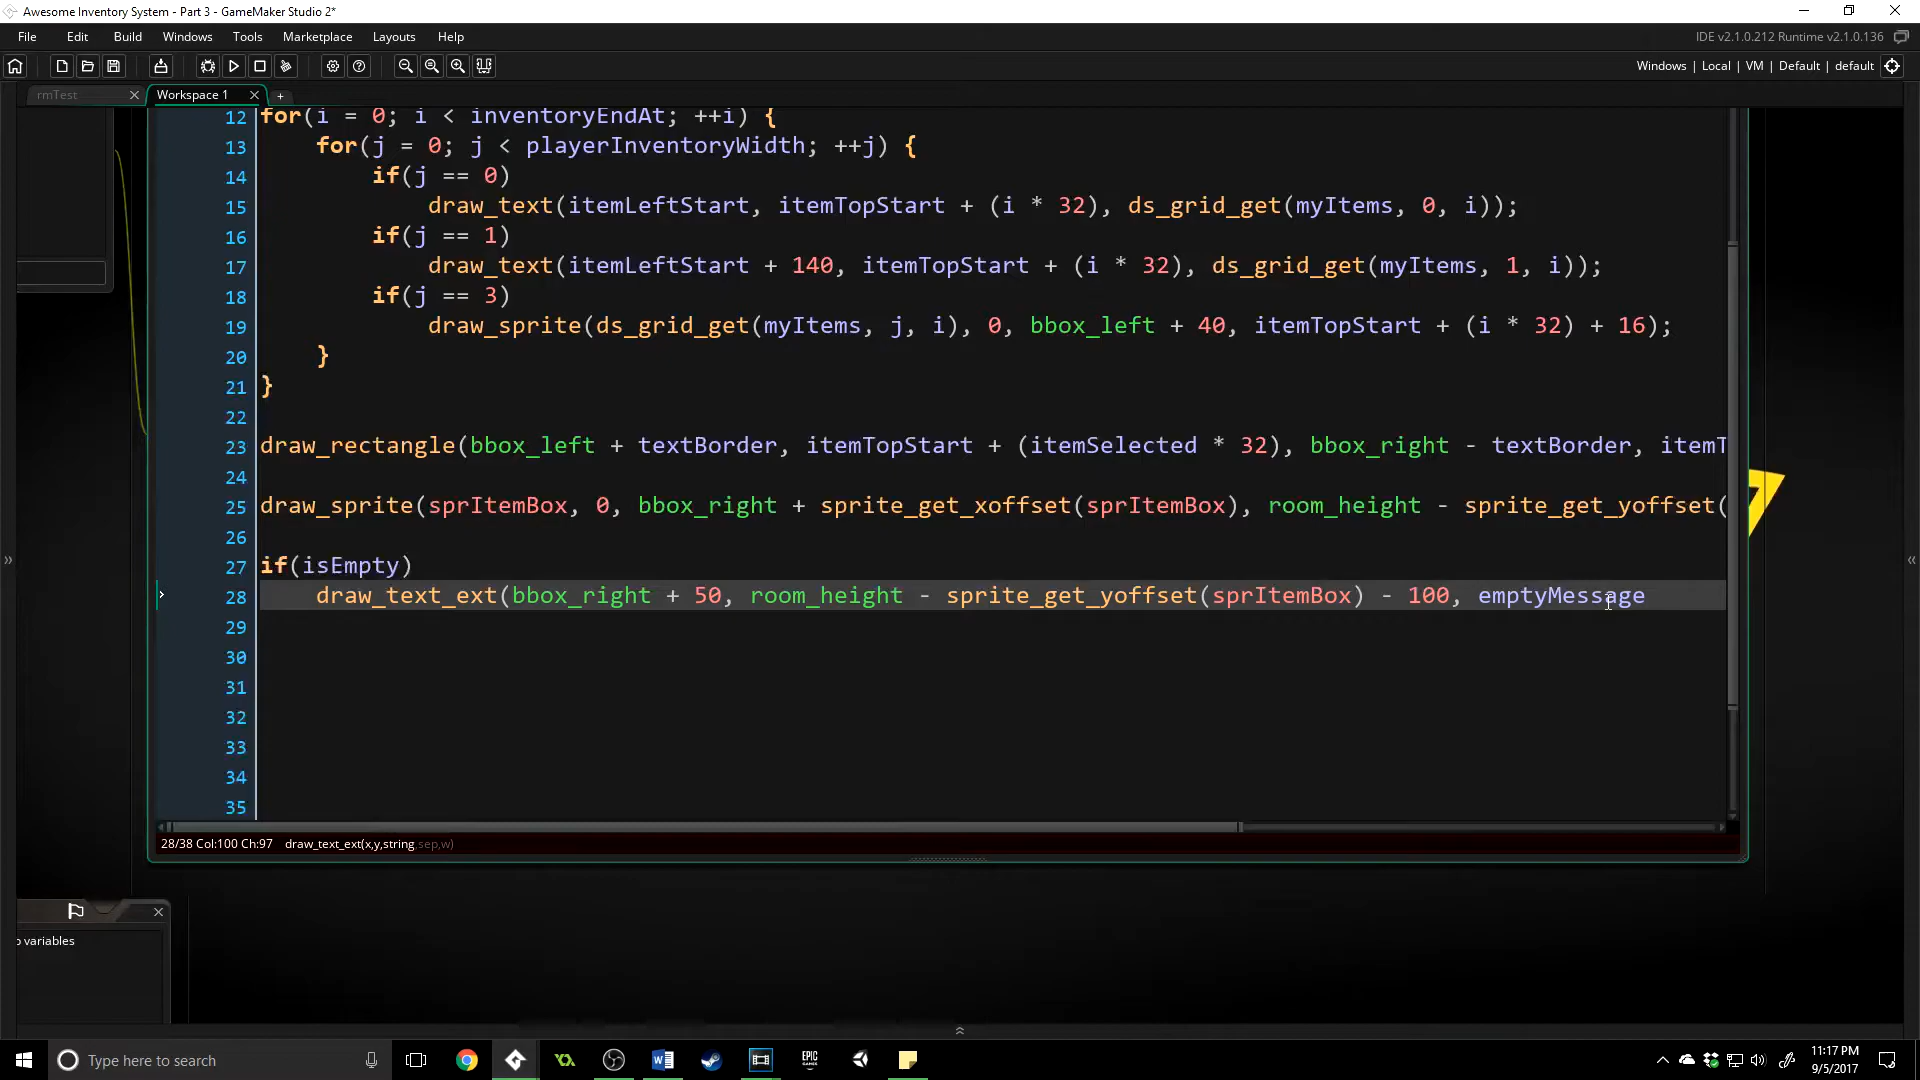 Awesome Inventory System - Part 3 - GameMaker Studio 2*
File Edit Build Windows Tools Marketplace Layouts Help
IDE v2.1.0.212 Runtime v2.1.0.136
Windows | Local | VM | Default | default
rmTest
Workspace 1
12 for(i = 0; i < inventoryEndAt; ++i) {
13 for(j = 0; j < playerInventoryWidth; ++j) {
14 if(j == 0)
15 draw_text(itemLeftStart, itemTopStart + (i * 32), ds_grid_get(myItems, 0, i));
16 if(j == 1)
17 draw_text(itemLeftStart + 140, itemTopStart + (i * 32), ds_grid_get(myItems, 1, i));
18 if(j == 3)
19 draw_sprite(ds_grid_get(myItems, j, i), 0, bbox_left + 40, itemTopStart + (i * 32) + 16);
20 }
21 }
22
23 draw_rectangle(bbox_left + textBorder, itemTopStart + (itemSelected * 32), bbox_right - textBorder, itemT
24
25 draw_sprite(sprItemBox, 0, bbox_right + sprite_get_xoffset(sprItemBox), room_height - sprite_get_yoffset(
26
27 if(isEmpty)
28 draw_text_ext(bbox_right + 50, room_height - sprite_get_yoffset(sprItemBox) - 100, emptyMessage
29
30
31
32
33
34
35
28/38 Col:100 Ch:97 draw_text_ext(x,y,string,sep,w)
variables
Type here to search
EPIC GAMES
11:17 PM
9/5/2017